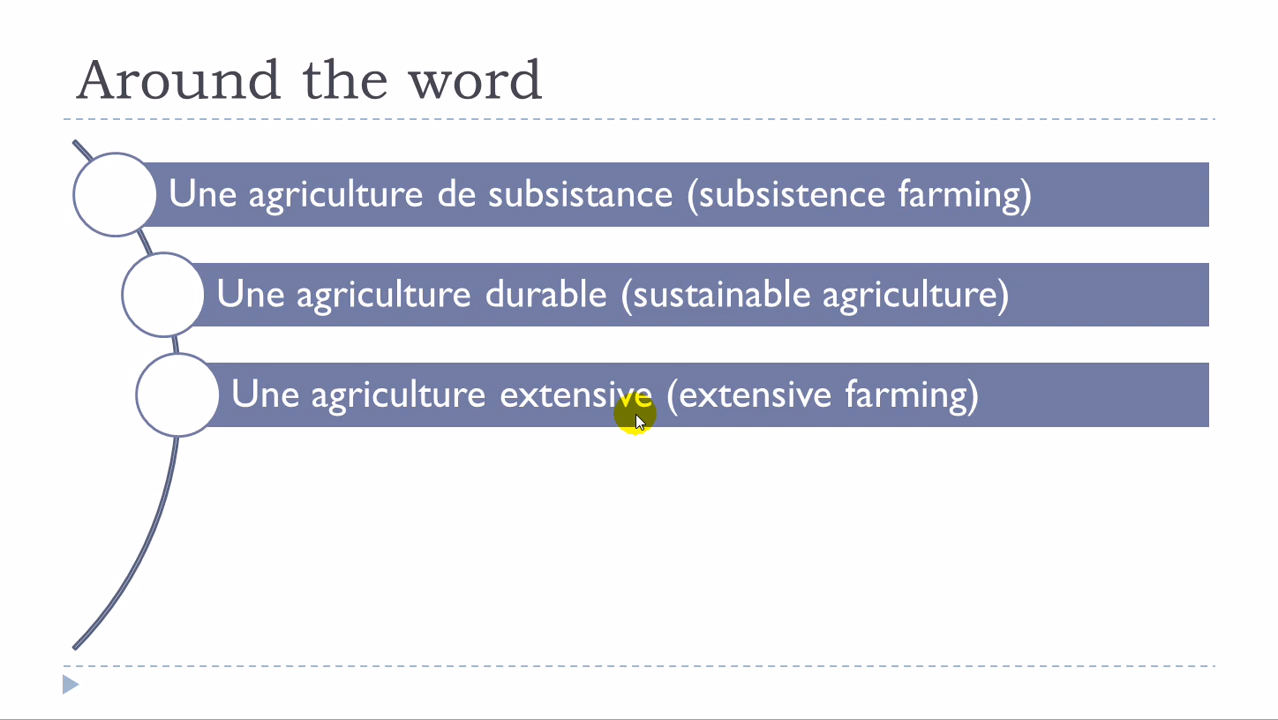 Around the word
Une agriculture de subsistance (subsistence farming)
Une agriculture durable (sustainable agriculture)
Une agriculture extensive (extensive farming)